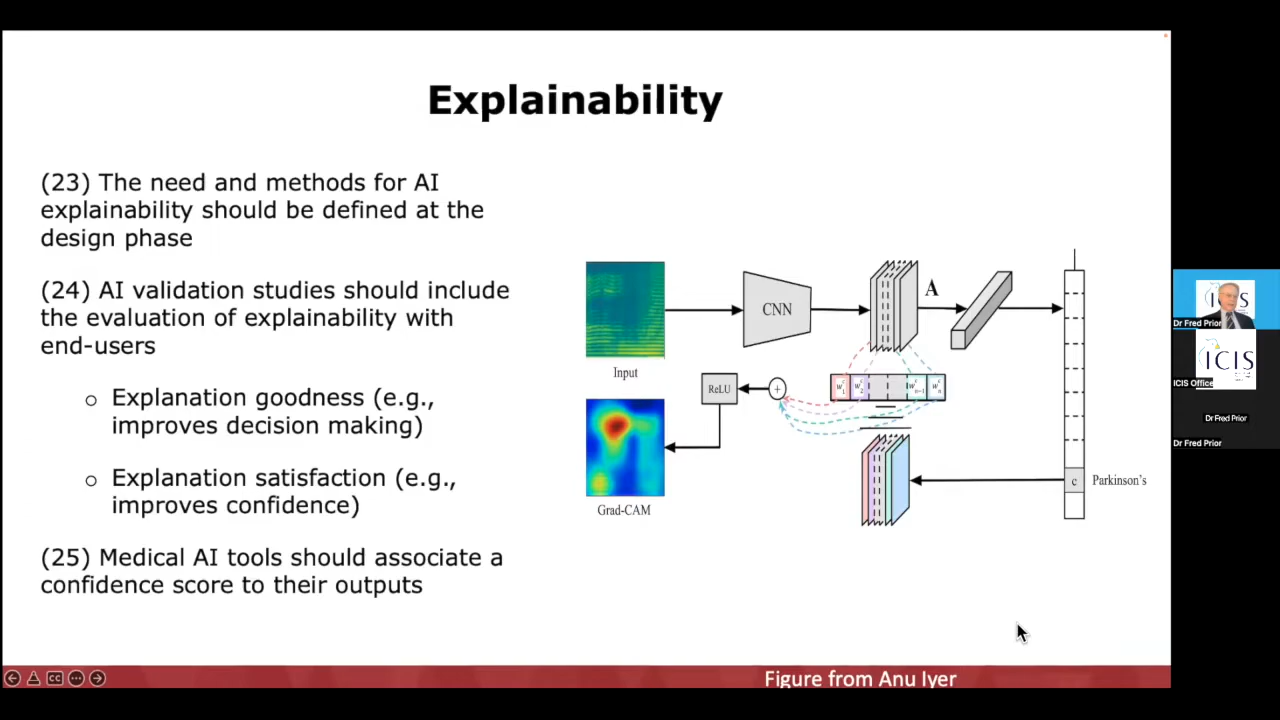 Explainability
(23) The need and methods for AI
explainability should be defined at the
design phase
(24) AI validation studies should include
the evaluation of explainability with
end-users
Explanation goodness (e.g.,
improves decision making)
Explanation satisfaction (e.g.,
improves confidence)
(25) Medical AI tools should associate a
confidence score to their outputs
Input
CNN
A
ReLU
+
Grad-CAM
c
Parkinson's
Figure from Anu Iyer
CC
Dr Fred Prior
ICIS
ICIS Office
Dr Fred Prior
Dr Fred Prior